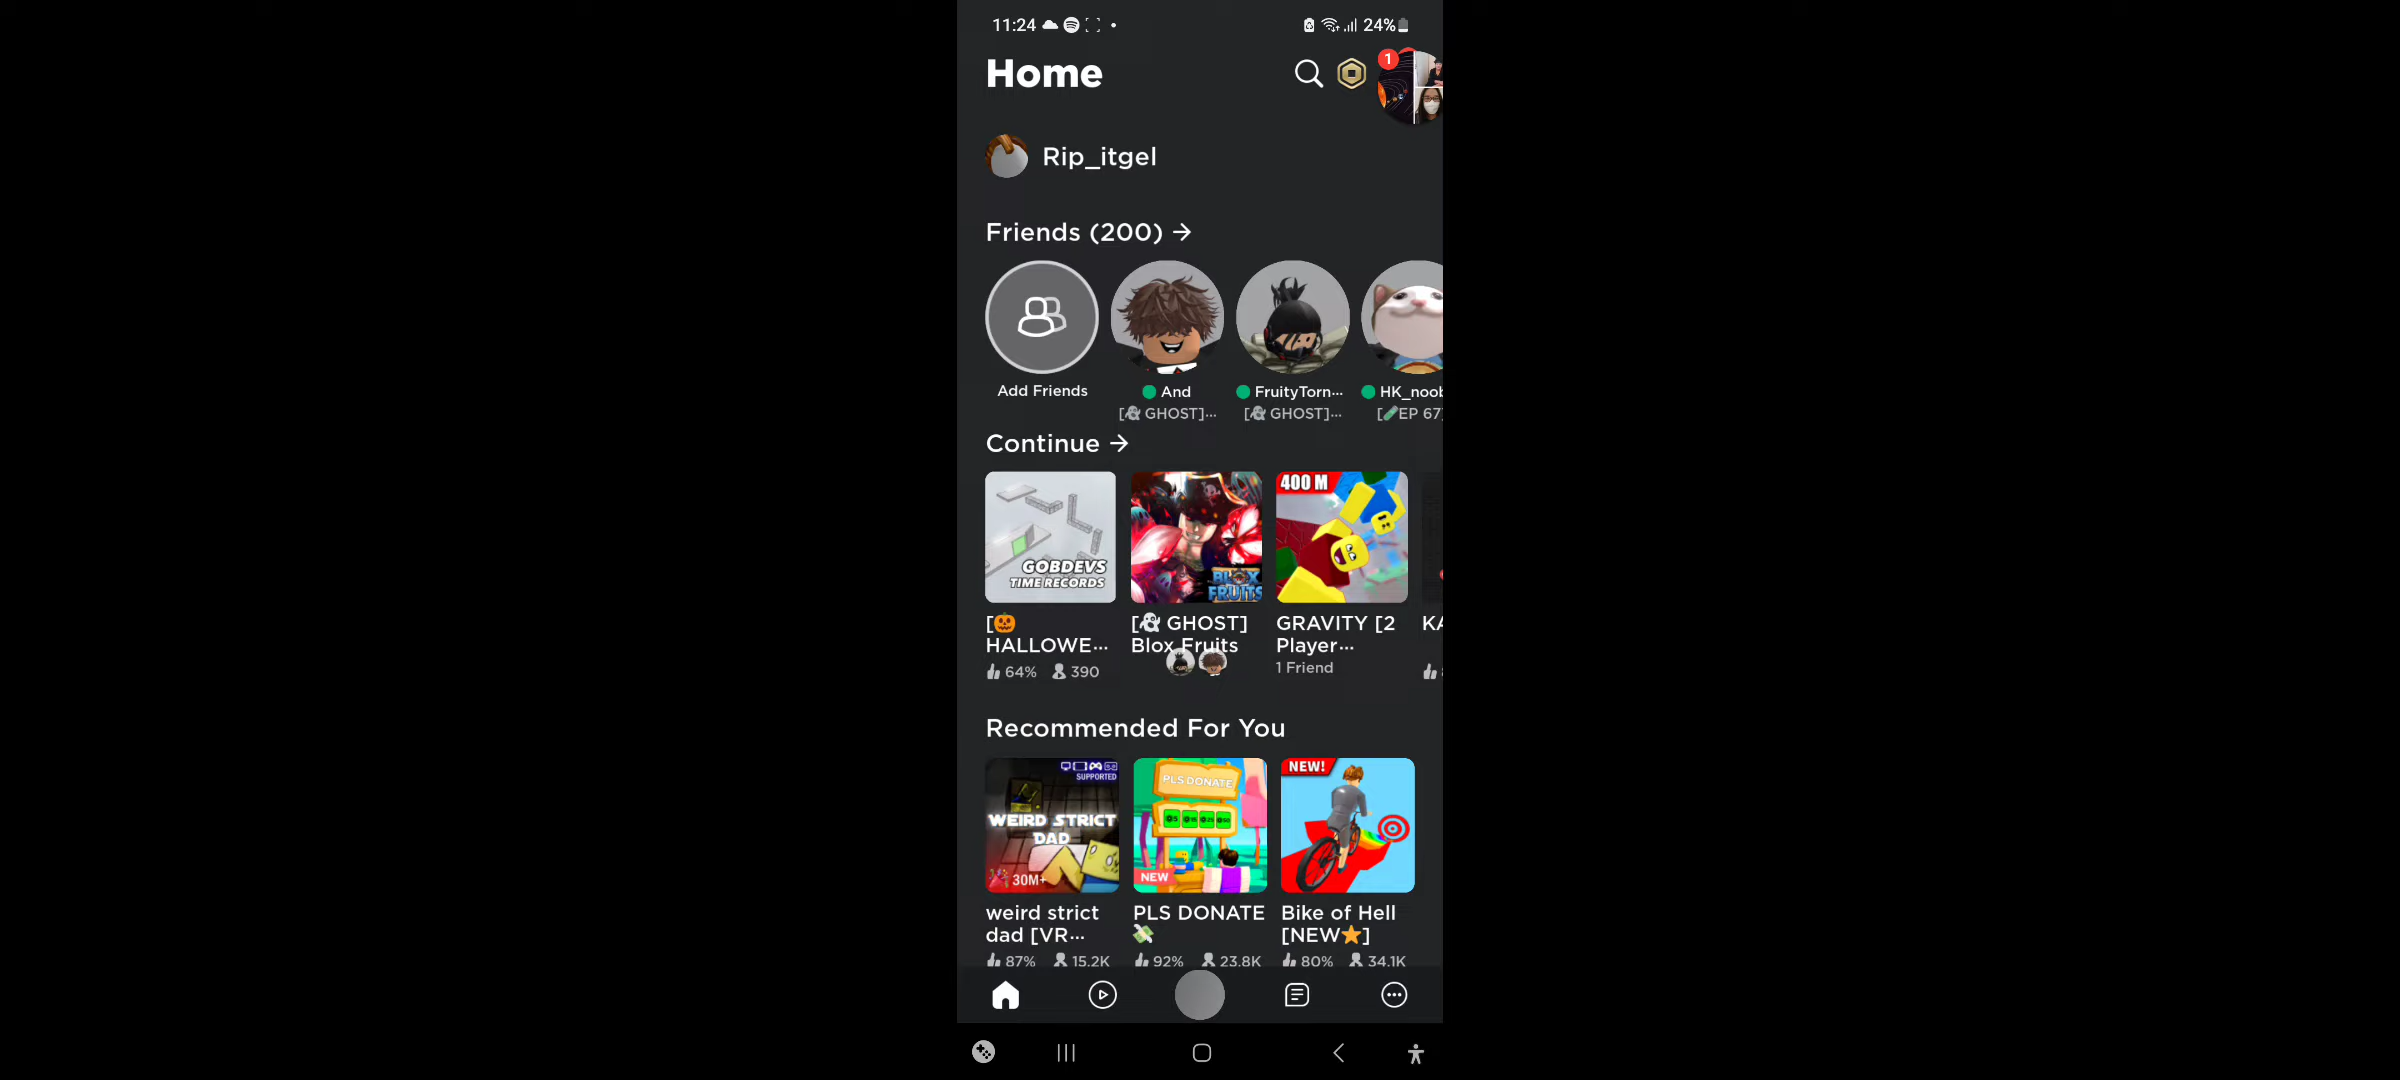 11:24
24%
Home
1
Rip_itgel
Friends (200) →
Add Friends
And
FruityTorn...
HK_noob
[👻 GHOST]...
[👻 GHOST]...
[🧪EP 67]
Continue →
400 M
GOBDEVS
TIME RECORDS
BLOX
FRUITS
[🎃
HALLOWE...
64%
390
[👻 GHOST]
Blox Fruits
GRAVITY [2
Player...
1 Friend
KA
Recommended For You
SUPPORTED
WEIRD STRICT
DAD
30M+
PLS DONATE
NEW
NEW!
weird strict
dad [VR...
87%
15.2K
PLS DONATE
💸
92%
23.8K
Bike of Hell
[NEW⭐]
80%
34.1K